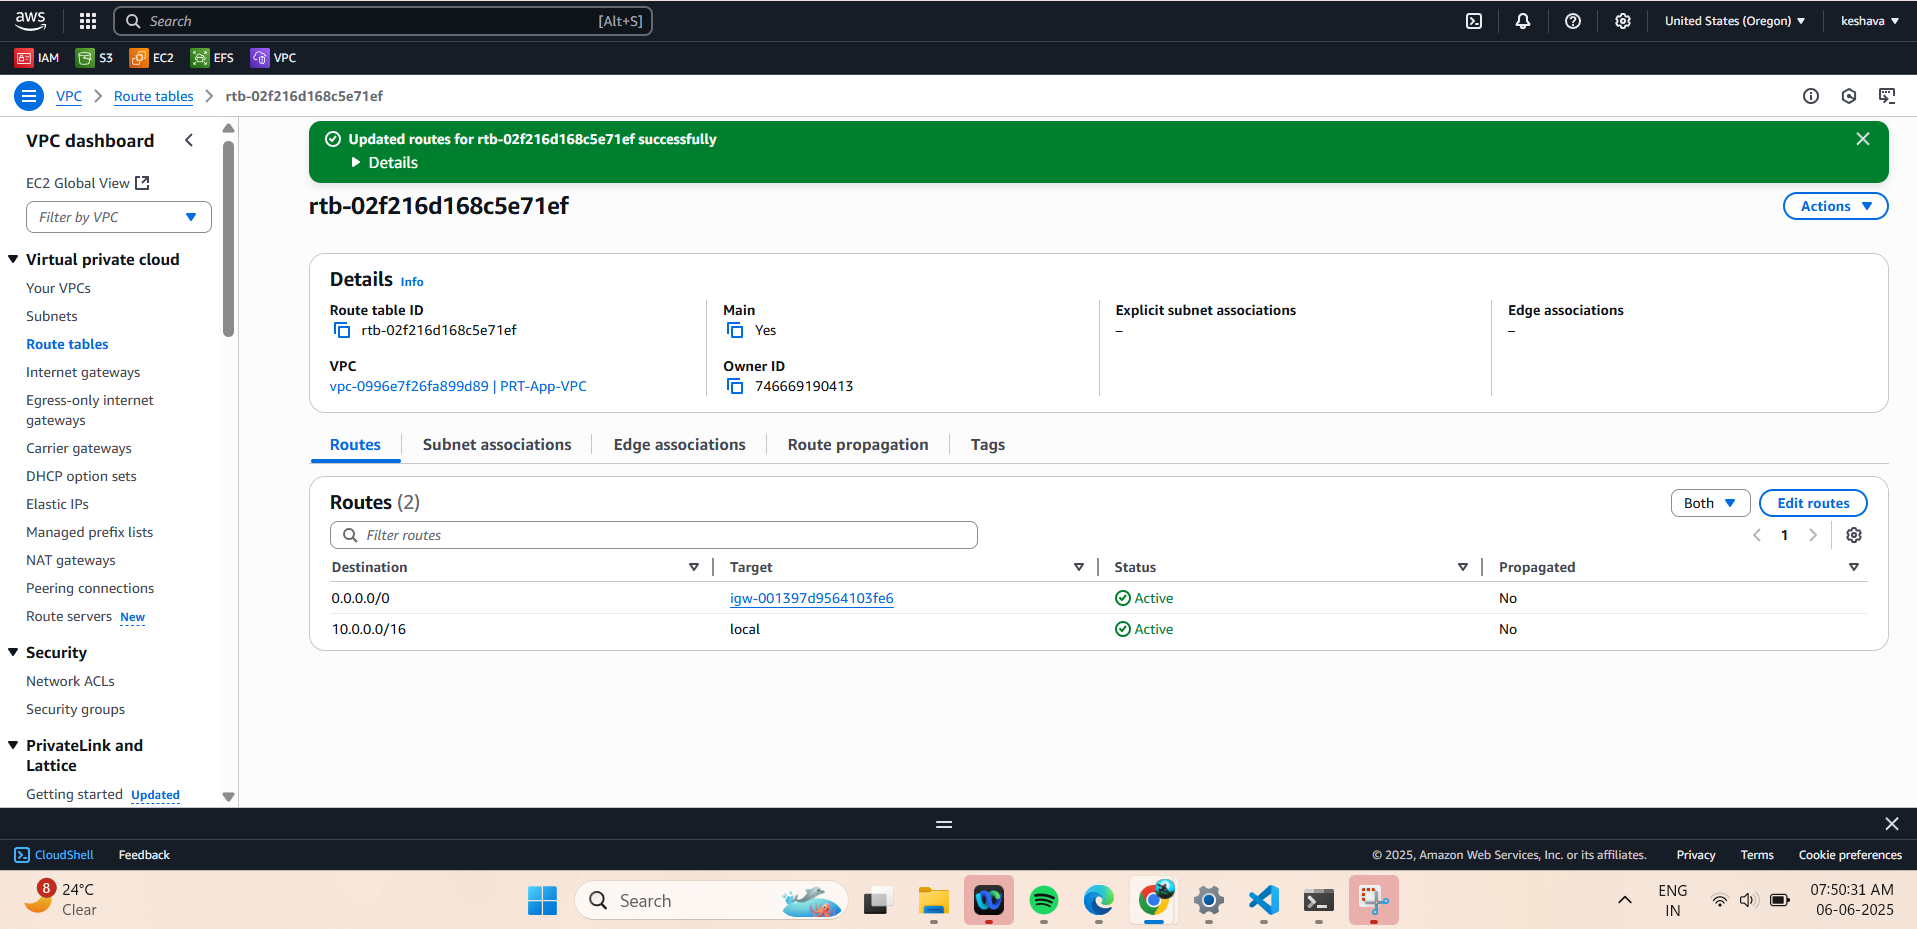 aws
Search [Alt+S]
United States (Oregon)
keshava
IAM S3 EC2 EFS VPC
VPC Route tables rtb-02f216d168c5e71ef
VPC dashboard
EC2 Global View
Filter by VPC
Virtual private cloud
Your VPCs
Subnets
Route tables
Internet gateways
Egress-only internet
gateways
Carrier gateways
DHCP option sets
Elastic IPs
Managed prefix lists
NAT gateways
Peering connections
Route servers New
Security
Network ACLs
Security groups
PrivateLink and
Lattice
Getting started Updated
Updated routes for rtb-02f216d168c5e71ef successfully
Details
rtb-02f216d168c5e71ef
Actions
Details Info
Route table ID
rtb-02f216d168c5e71ef
Main
Yes
Explicit subnet associations
–
Edge associations
–
VPC
vpc-0996e7f26fa899d89 | PRT-App-VPC
Owner ID
746669190413
Routes Subnet associations Edge associations Route propagation Tags
Routes (2)
Both Edit routes
Filter routes
1
Destination Target Status Propagated
0.0.0.0/0 igw-001397d9564103fe6 Active No
10.0.0.0/16 local Active No
CloudShell Feedback
© 2025, Amazon Web Services, Inc. or its affiliates. Privacy Terms Cookie preferences
8
24°C
Clear
Search
ENG
IN
07:50:31 AM
06-06-2025